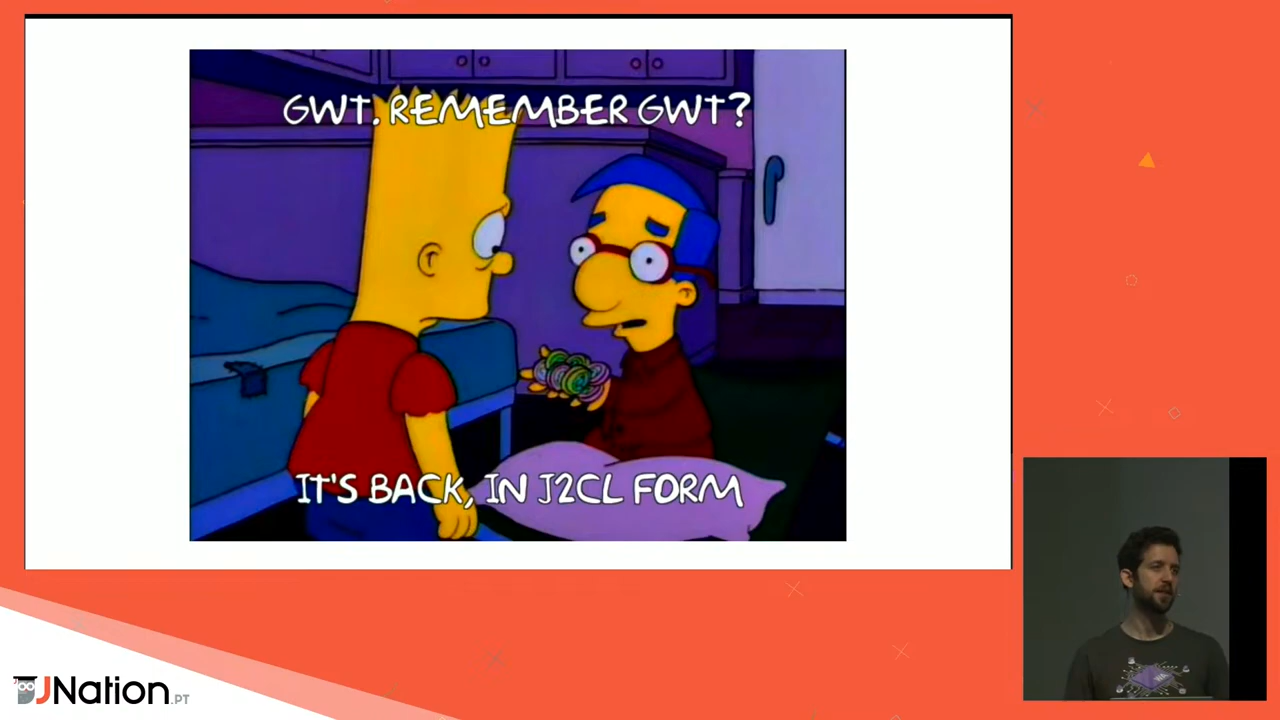 GWT. REMEMBER GWT?
IT'S BACK, IN J2CL FORM
JNation.PT